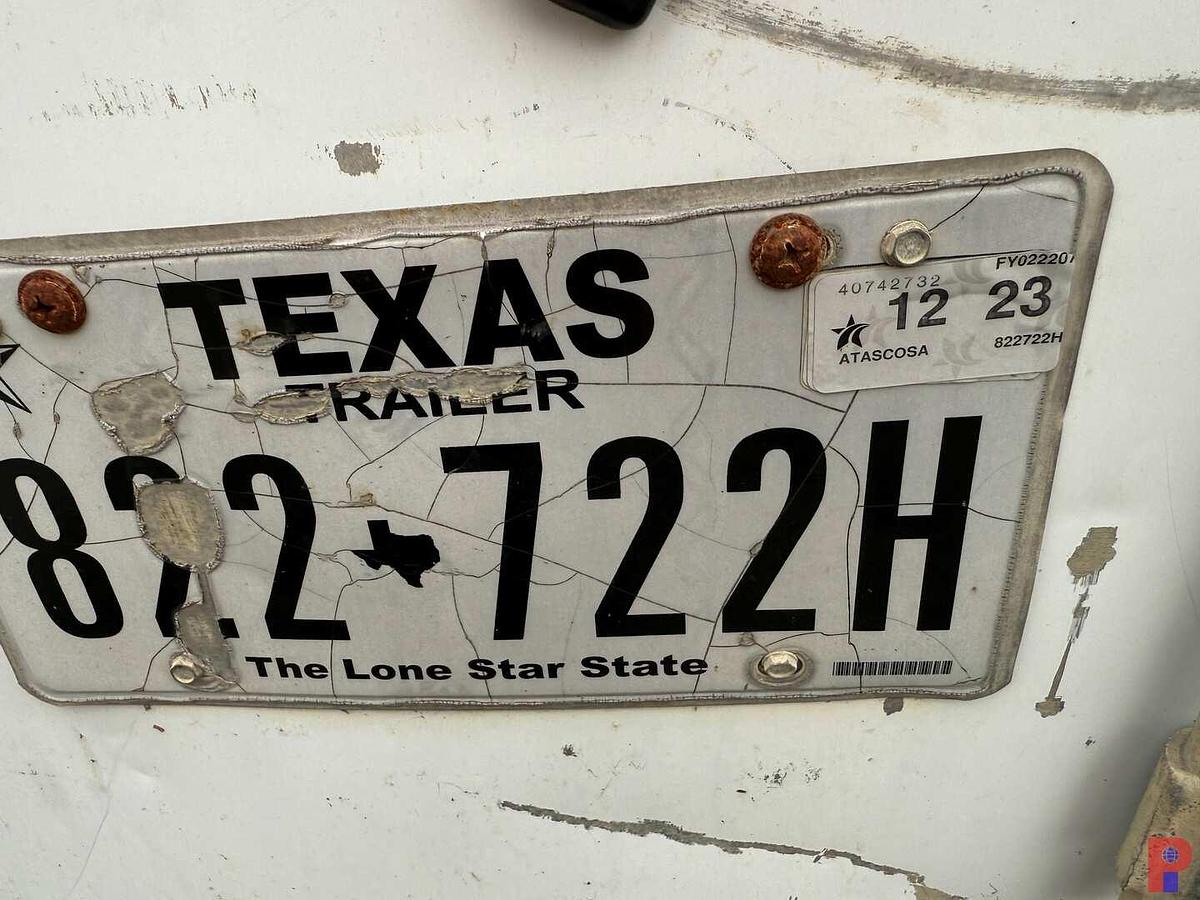 TEXAS
TRAILER
822 722H
The Lone Star State
FY022207
40742732
12 23
ATASCOSA
822722H